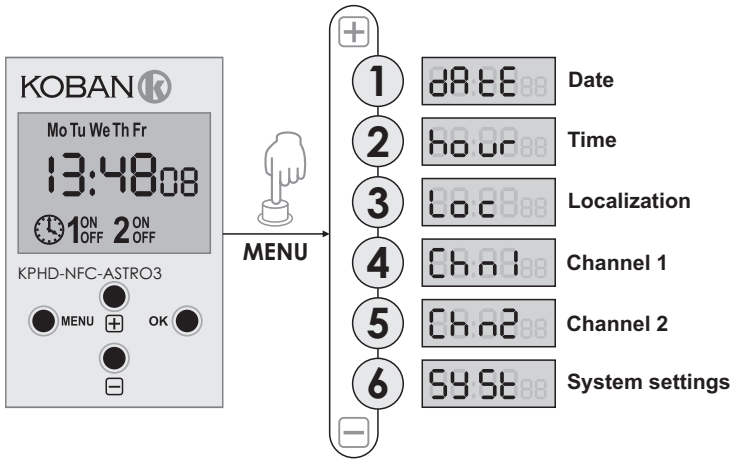 KOBAN k
Mo Tu We Th Fr
13:48 08
1 ON OFF 2 ON OFF
KPHD-NFC-ASTRO3
MENU + OK
-
MENU
+
1 dAtE Date
2 hour Time
3 Loc Localization
4 Chn1 Channel 1
5 Chn2 Channel 2
6 SYSt System settings
-